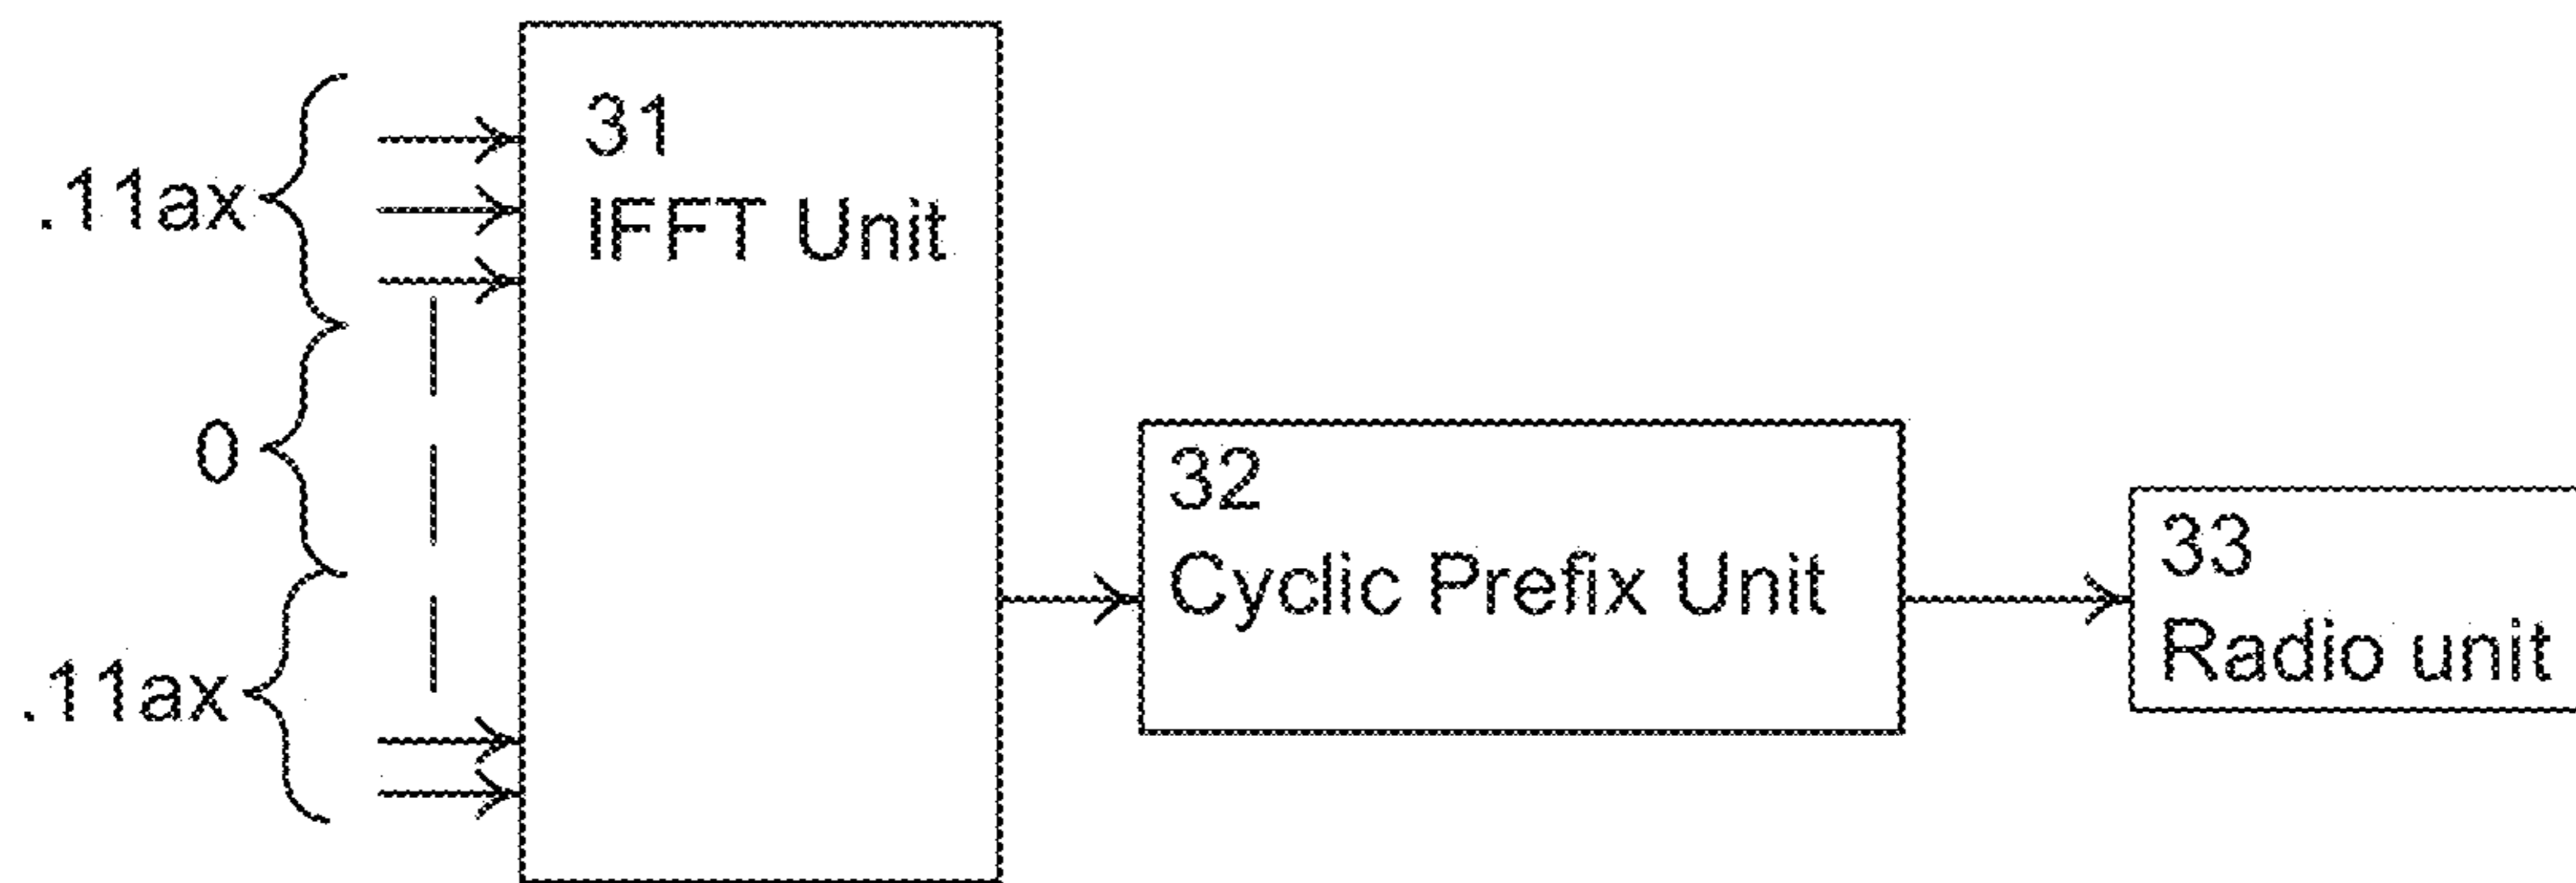 .11ax
0
.11ax
31
IFFT Unit
32
Cyclic Prefix Unit
33
Radio unit